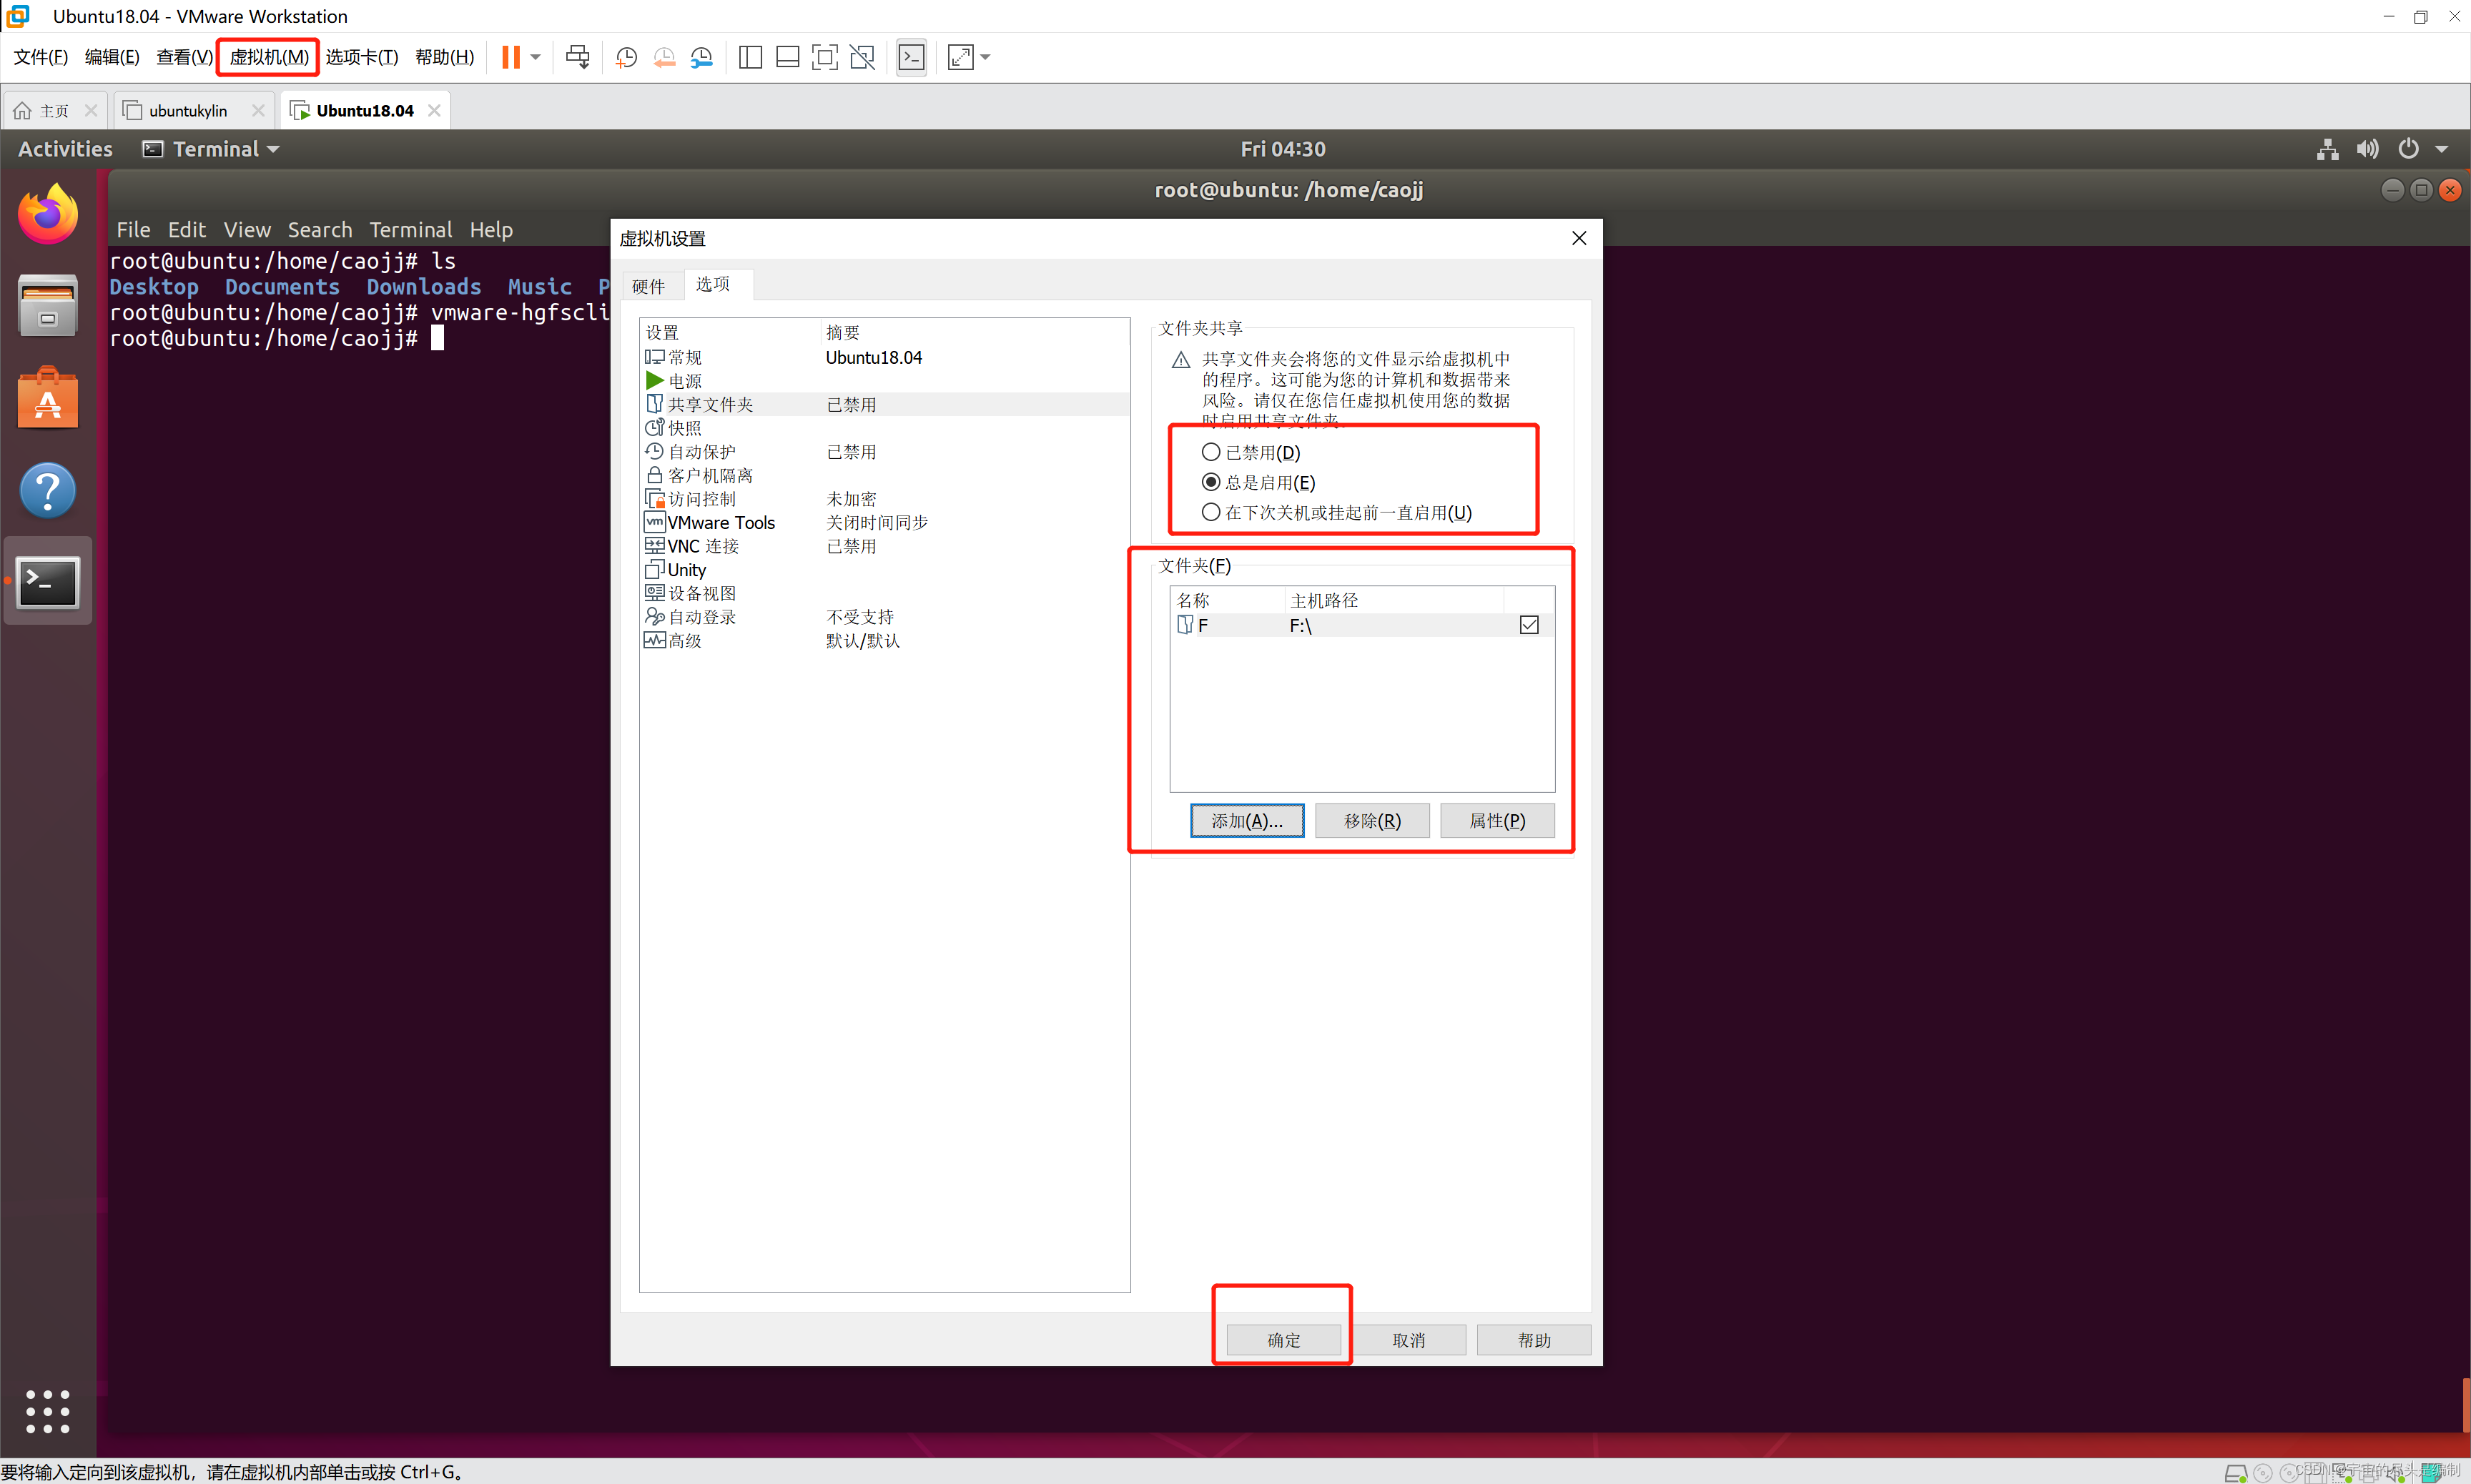 Ubuntu18.04 - VMware Workstation
文件(F) 编辑(E) 查看(V) 虚拟机(M) 选项卡(T) 帮助(H)
主页 ubuntukylin Ubuntu18.04
Activities Terminal Fri 04:30
root@ubuntu: /home/caojj
File Edit View Search Terminal Help
root@ubuntu:/home/caojj# ls
Desktop Documents Downloads Music P
root@ubuntu:/home/caojj# vmware-hgfscli
root@ubuntu:/home/caojj#
虚拟机设置
硬件 选项
设置 摘要
常规 Ubuntu18.04
电源
共享文件夹 已禁用
快照
自动保护 已禁用
客户机隔离
访问控制 未加密
VMware Tools 关闭时间同步
VNC 连接 已禁用
Unity
设备视图
自动登录 不受支持
高级 默认/默认
文件夹共享
共享文件夹会将您的文件显示给虚拟机中
的程序。这可能为您的计算机和数据带来
风险。请仅在您信任虚拟机使用您的数据
时启用共享文件夹。
已禁用(D)
总是启用(E)
在下次关机或挂起前一直启用(U)
文件夹(F)
名称 主机路径
F F:\
添加(A)... 移除(R) 属性(P)
确定 取消 帮助
要将输入定向到该虚拟机，请在虚拟机内部单击或按 Ctrl+G。
CSDN @宇宙的尽头是编制